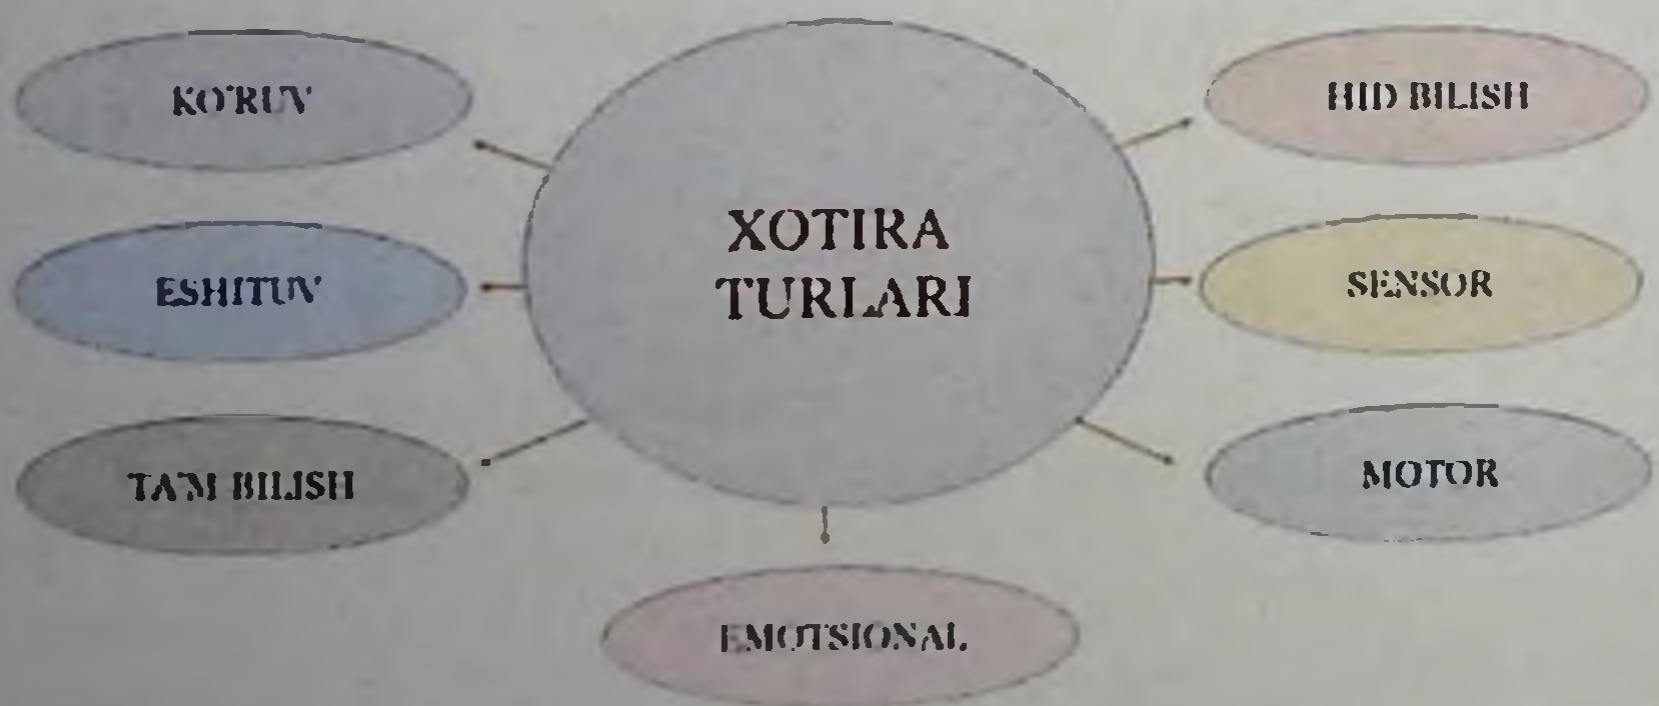 KO'RUV
HID BILISH
XOTIRA
TURLARI
ESHITUV
SENSOR
TA'M BILISH
MOTOR
EMOTSIONAL